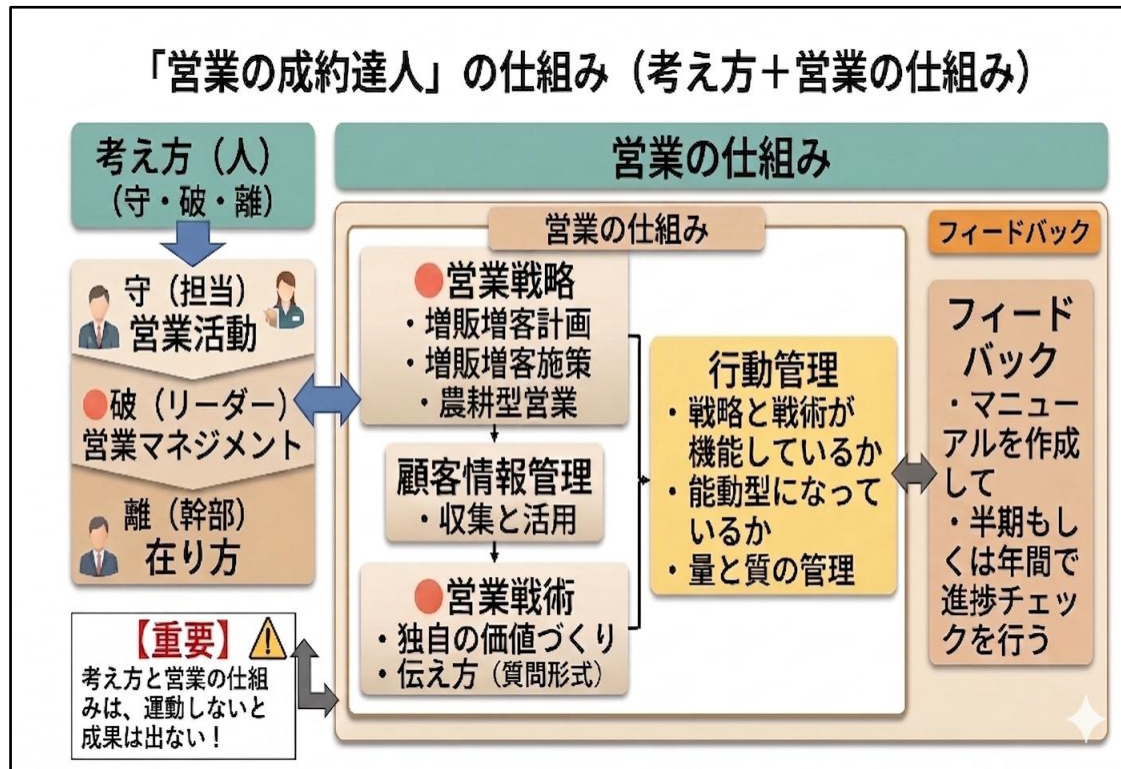 「営業の成約達人」の仕組み（考え方＋営業の仕組み）
考え方（人）
（守・破・離）
守（担当）
営業活動
破（リーダー）
営業マネジメント
離（幹部）
在り方
【重要】
考え方と営業の仕組
みは、運動しないと
成果は出ない！
営業の仕組み
営業の仕組み
営業戦略
・増販増客計画
・増販増客施策
・農耕型営業
顧客情報管理
・収集と活用
営業戦術
・独自の価値づくり
・伝え方（質問形式）
行動管理
・戦略と戦術が
機能しているか
・能動型になって
いるか
・量と質の管理
フィードバック
フィード
バック
・マニュー
アルを作成
して
・半期もし
くは年間で
進捗チェッ
クを行う